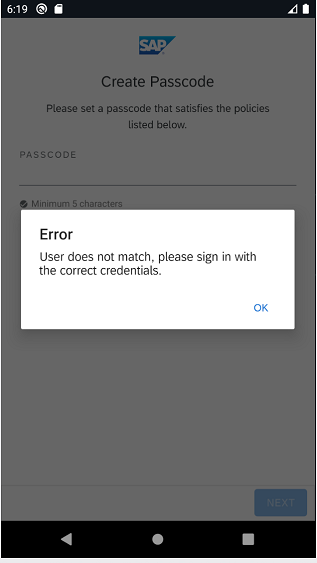 6:19
SAP
Create Passcode
Please set a passcode that satisfies the policies
listed below.
PASSCODE
Minimum 5 characters
Error
User does not match, please sign in with
the correct credentials.
OK
NEXT